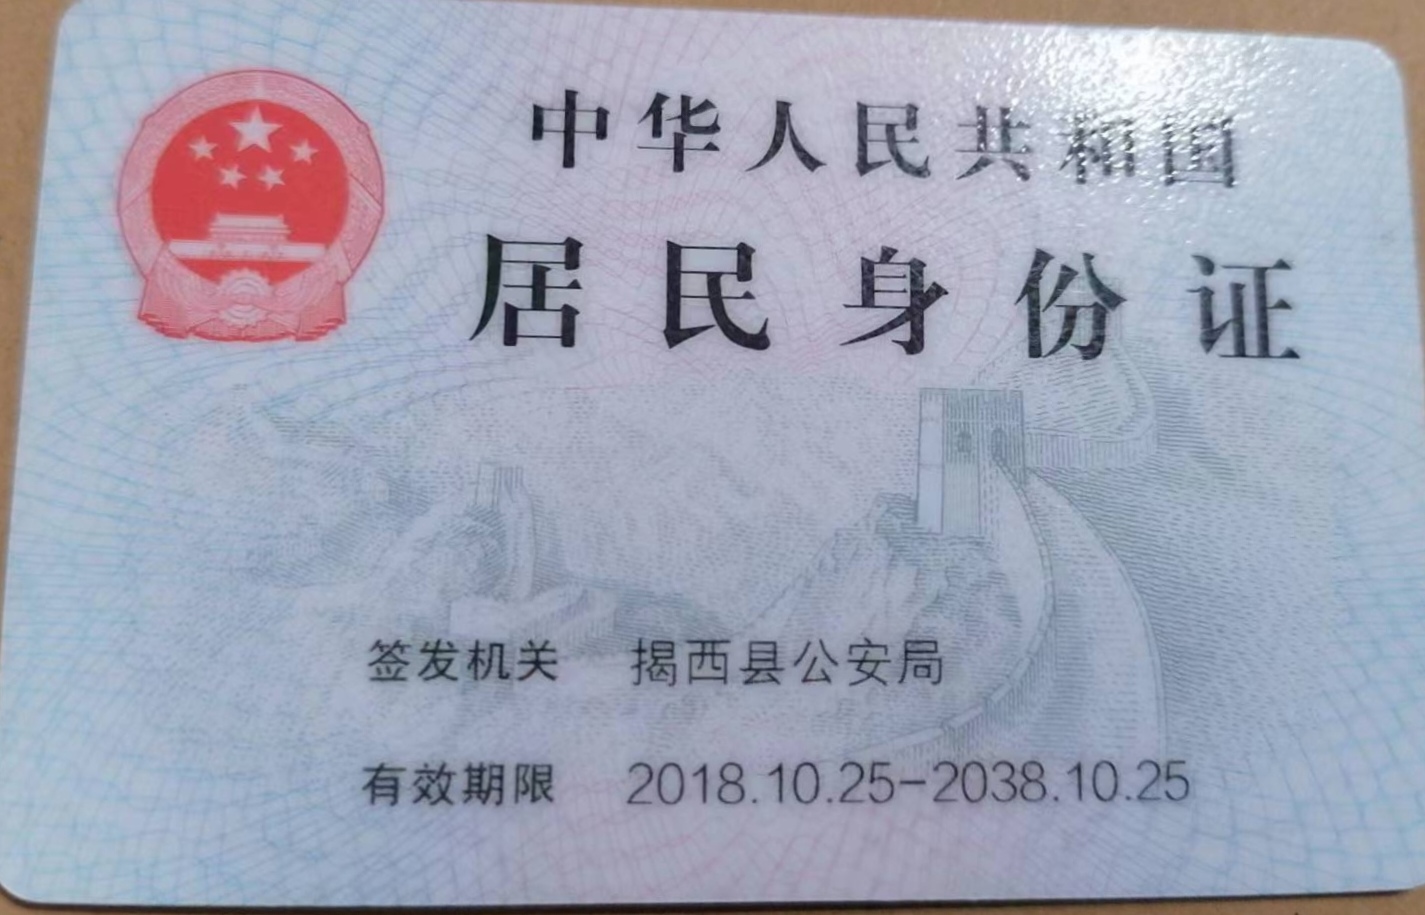 中华人民共和国
居民身份证
签发机关 揭西县公安局
有效期限 2018.10.25-2038.10.25